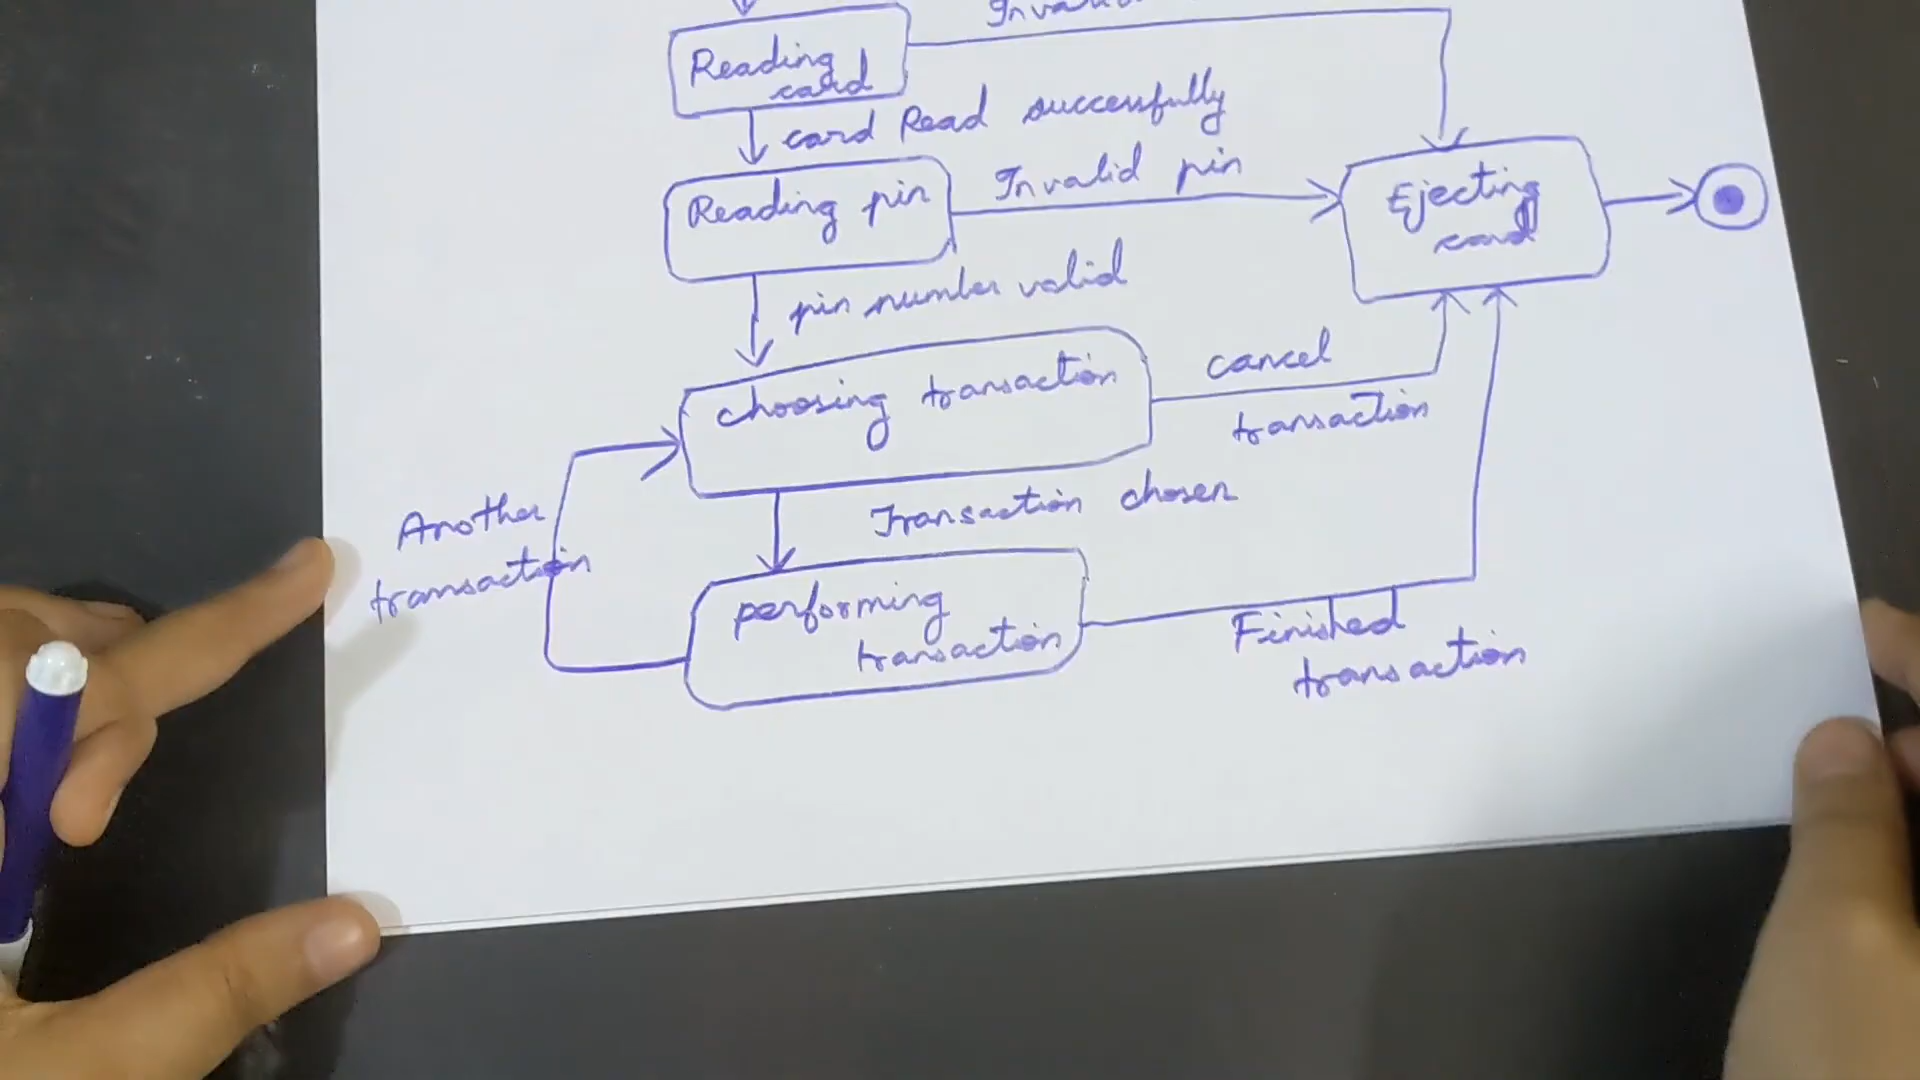 Reading
card
card Read successfully
Reading pin
Invalid pin
Ejecting
card
pin number valid
choosing transaction
cancel
transaction
Transaction chosen
Another
transaction
performing
transaction
Finished
transaction